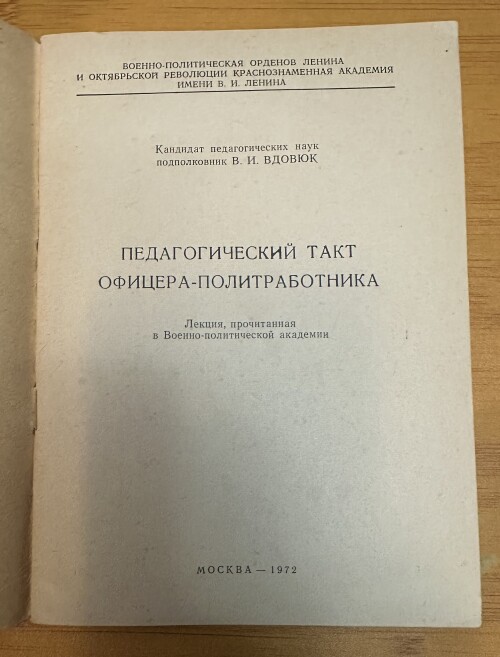 ВОЕННО-ПОЛИТИЧЕСКАЯ ОРДЕНОВ ЛЕНИНА
И ОКТЯБРЬСКОЙ РЕВОЛЮЦИИ КРАСНОЗНАМЕННАЯ АКАДЕМИЯ
ИМЕНИ В. И. ЛЕНИНА
Кандидат педагогических наук
подполковник В. И. ВДОВЮК
ПЕДАГОГИЧЕСКИЙ ТАКТ
ОФИЦЕРА-ПОЛИТРАБОТНИКА
Лекция, прочитанная
в Военно-политической академии
МОСКВА — 1972